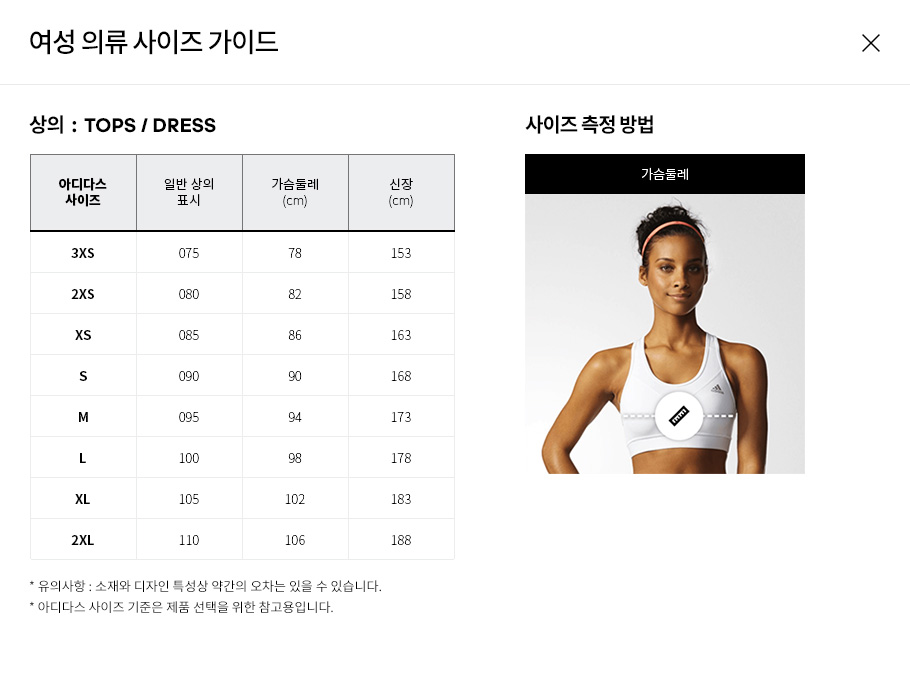 여성 의류 사이즈 가이드
상의 : TOPS / DRESS
아디다스 사이즈 일반 상의 표시 가슴둘레 (cm) 신장 (cm)
3XS 075 78 153
2XS 080 82 158
XS 085 86 163
S 090 90 168
M 095 94 173
L 100 98 178
XL 105 102 183
2XL 110 106 188
* 유의사항 : 소재와 디자인 특성상 약간의 오차는 있을 수 있습니다.
* 아디다스 사이즈 기준은 제품 선택을 위한 참고용입니다.
사이즈 측정 방법
가슴둘레